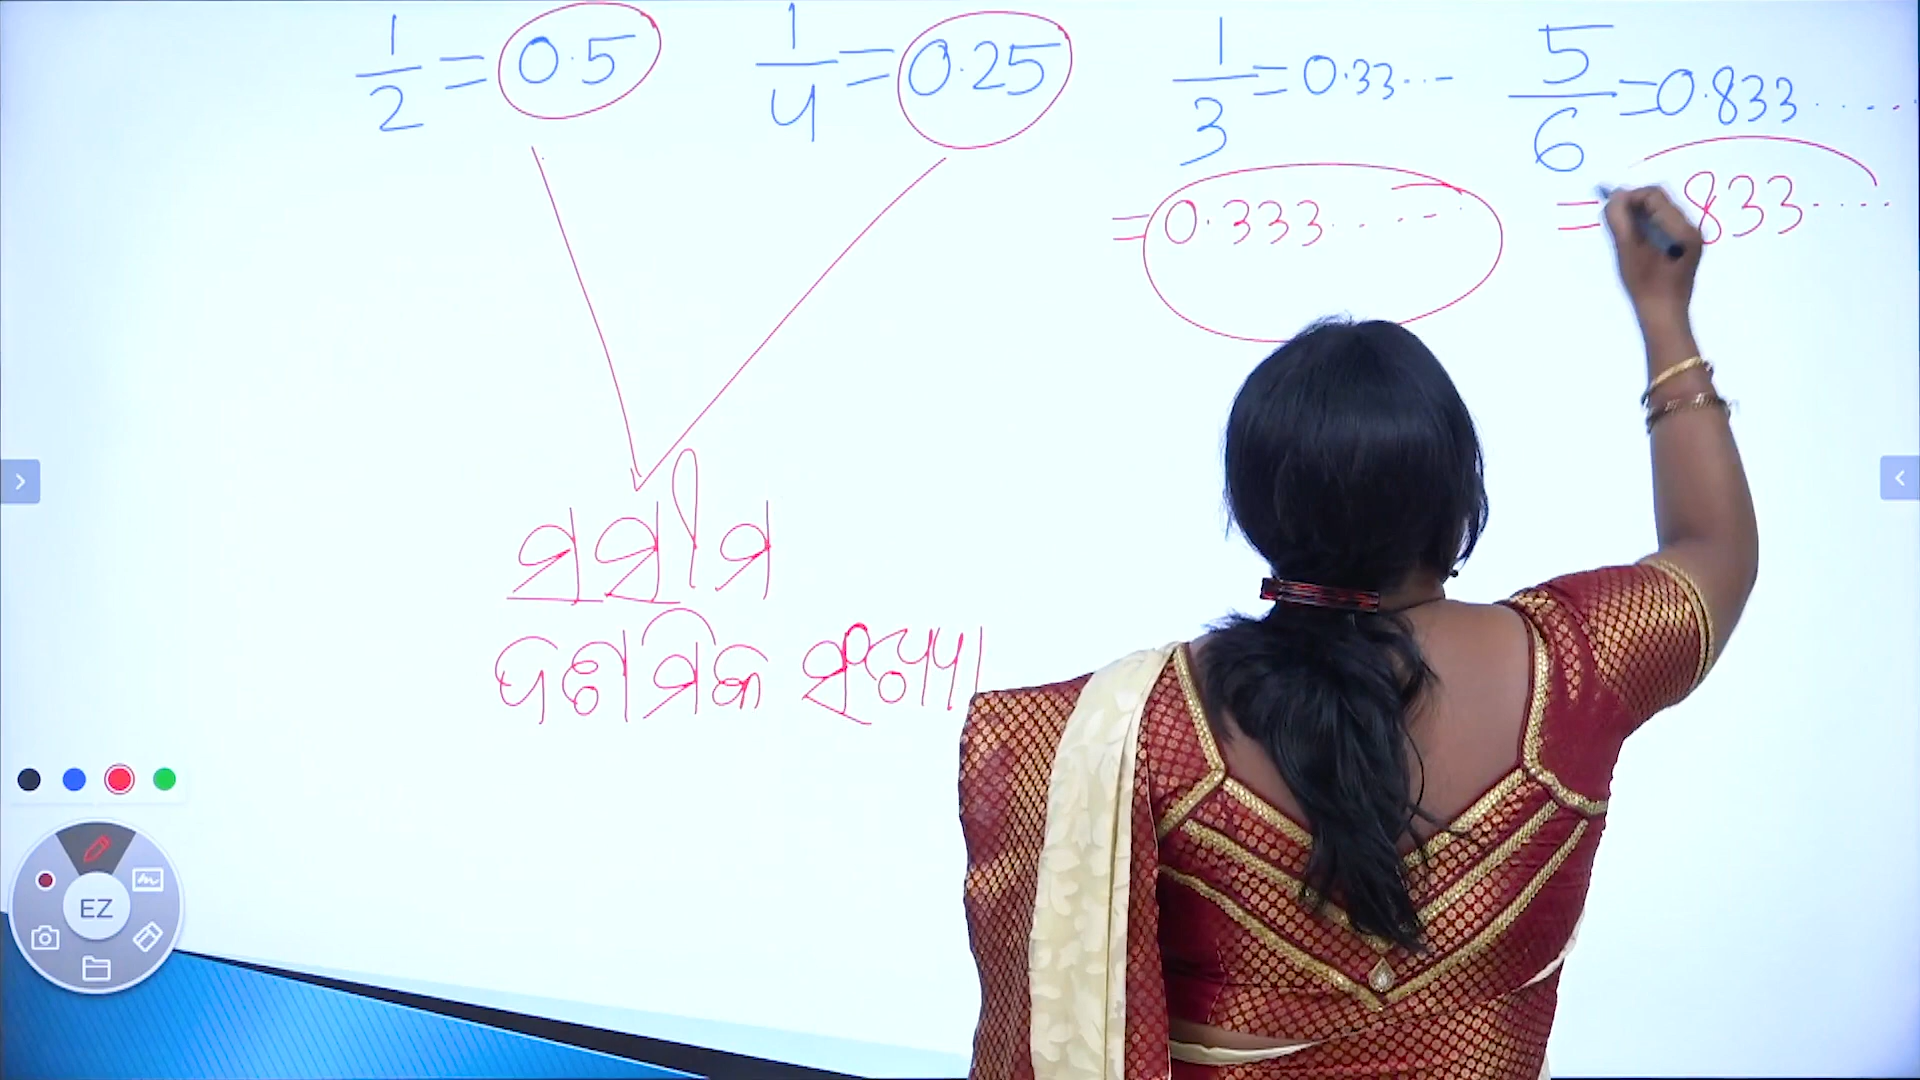 1/2 = 0.5
1/4 = 0.25
1/3 = 0.33...
5/6 = 0.833......
= 0.333......
= 833....
ସସୀମ
ଦଶମିକ ସଂଖ୍ୟା
EZ